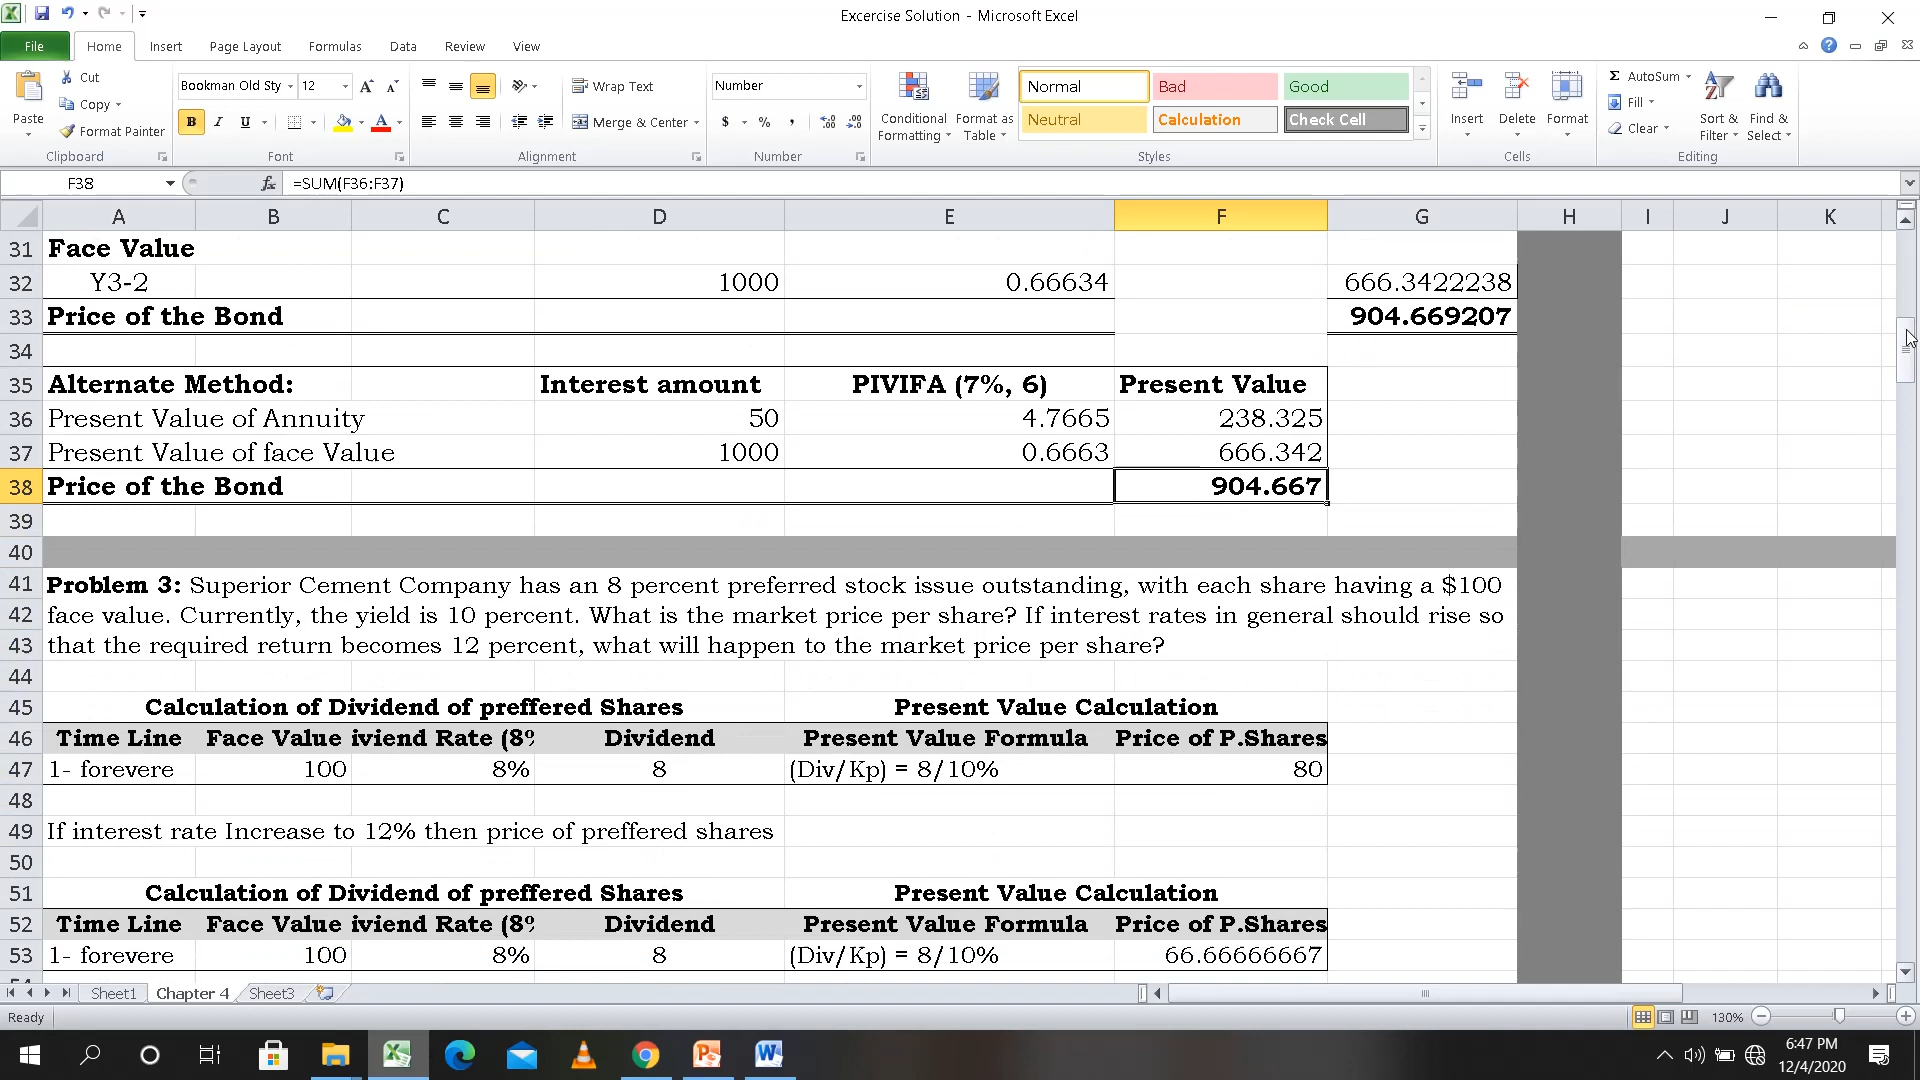 Excercise Solution - Microsoft Excel
File Home Insert Page Layout Formulas Data Review View
Paste
Cut
Copy
Format Painter
Clipboard
Bookman Old Sty 12
B I U
Font
Wrap Text
Merge & Center
Alignment
Number
$ % ,
Number
Conditional Formatting
Format as Table
Normal Bad Good
Neutral Calculation Check Cell
Styles
Insert Delete Format
Cells
Σ AutoSum
Fill
Clear
Sort & Filter
Find & Select
Editing
F38 fx =SUM(F36:F37)
A B C D E F G H I J K
31 Face Value
32 Y3-2 1000 0.66634 666.3422238
33 Price of the Bond 904.669207
34
35 Alternate Method: Interest amount PIVIFA (7%, 6) Present Value
36 Present Value of Annuity 50 4.7665 238.325
37 Present Value of face Value 1000 0.6663 666.342
38 Price of the Bond 904.667
39
40
41 Problem 3: Superior Cement Company has an 8 percent preferred stock issue outstanding, with each share having a $100
42 face value. Currently, the yield is 10 percent. What is the market price per share? If interest rates in general should rise so
43 that the required return becomes 12 percent, what will happen to the market price per share?
44
45 Calculation of Dividend of preffered Shares Present Value Calculation
46 Time Line Face Value iviend Rate (8% Dividend Present Value Formula Price of P.Shares
47 1- forevere 100 8% 8 (Div/Kp) = 8/10% 80
48
49 If interest rate Increase to 12% then price of preffered shares
50
51 Calculation of Dividend of preffered Shares Present Value Calculation
52 Time Line Face Value iviend Rate (8% Dividend Present Value Formula Price of P.Shares
53 1- forevere 100 8% 8 (Div/Kp) = 8/10% 66.66666667
Sheet1 Chapter 4 Sheet3
Ready 130%
6:47 PM
12/4/2020